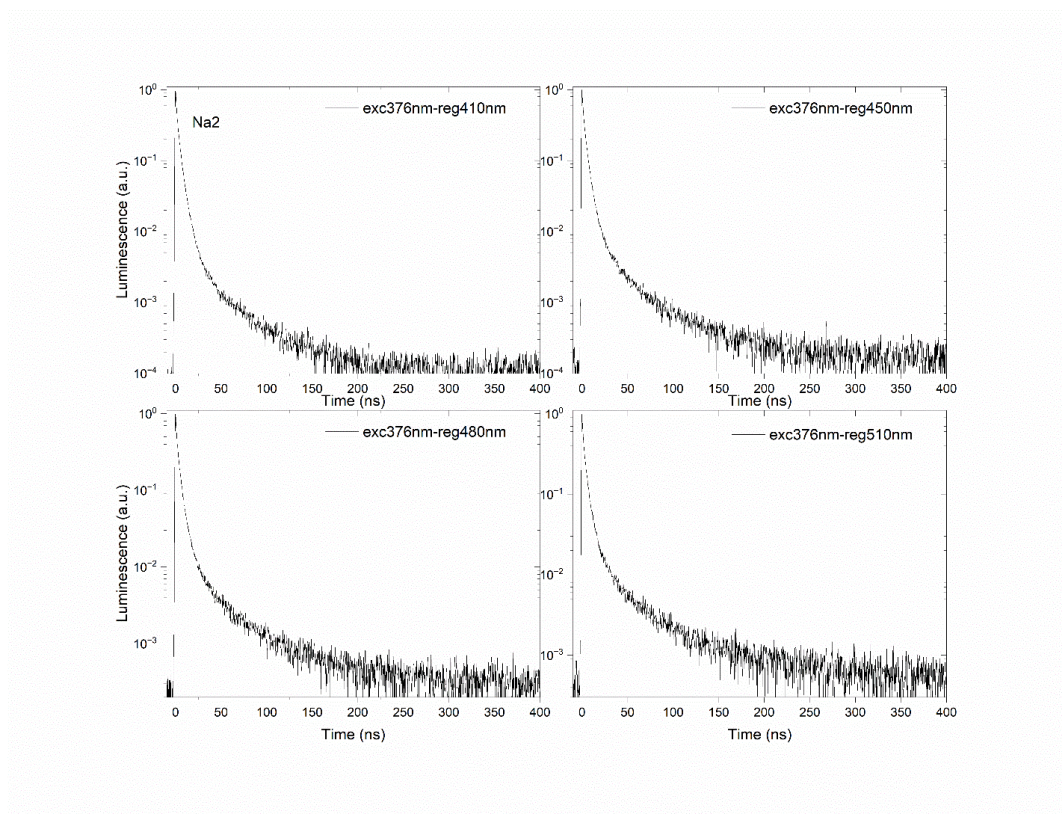 exc376nm-reg410nm
Na2
10⁰
10⁻¹
10⁻²
10⁻³
10⁻⁴
Luminescence (a.u.)
0 50 100 150 200 250 300 350 400
Time (ns)
exc376nm-reg450nm
10⁰
10⁻¹
10⁻²
10⁻³
10⁻⁴
50 100 150 200 250 300 350 400
Time (ns)
exc376nm-reg480nm
10⁰
10⁻¹
10⁻²
10⁻³
Luminescence (a.u.)
0 50 100 150 200 250 300 350 400
Time (ns)
exc376nm-reg510nm
10⁰
10⁻¹
10⁻²
10⁻³
0 50 100 150 200 250 300 350 400
Time (ns)